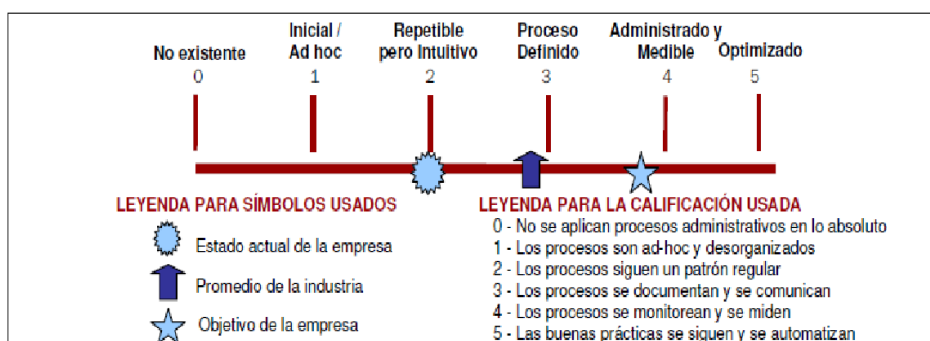 No existente
0
Inicial /
Ad hoc
1
Repetible
pero Intuitivo
2
Proceso
Definido
3
Administrado y
Medible
4
Optimizado
5
LEYENDA PARA SÍMBOLOS USADOS
Estado actual de la empresa
Promedio de la industria
Objetivo de la empresa
LEYENDA PARA LA CALIFICACIÓN USADA
0 - No se aplican procesos administrativos en lo absoluto
1 - Los procesos son ad-hoc y desorganizados
2 - Los procesos siguen un patrón regular
3 - Los procesos se documentan y se comunican
4 - Los procesos se monitorean y se miden
5 - Las buenas prácticas se siguen y se automatizan